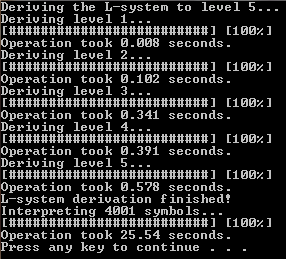 Deriving the L-system to level 5...
Deriving level 1...
[##########################] [100%]
Operation took 0.008 seconds.
Deriving level 2...
[##########################] [100%]
Operation took 0.102 seconds.
Deriving level 3...
[##########################] [100%]
Operation took 0.341 seconds.
Deriving level 4...
[##########################] [100%]
Operation took 0.391 seconds.
Deriving level 5...
[##########################] [100%]
Operation took 0.578 seconds.
L-system derivation finished!
Interpreting 4001 symbols...
[##########################] [100%]
Operation took 25.54 seconds.
Press any key to continue . . .